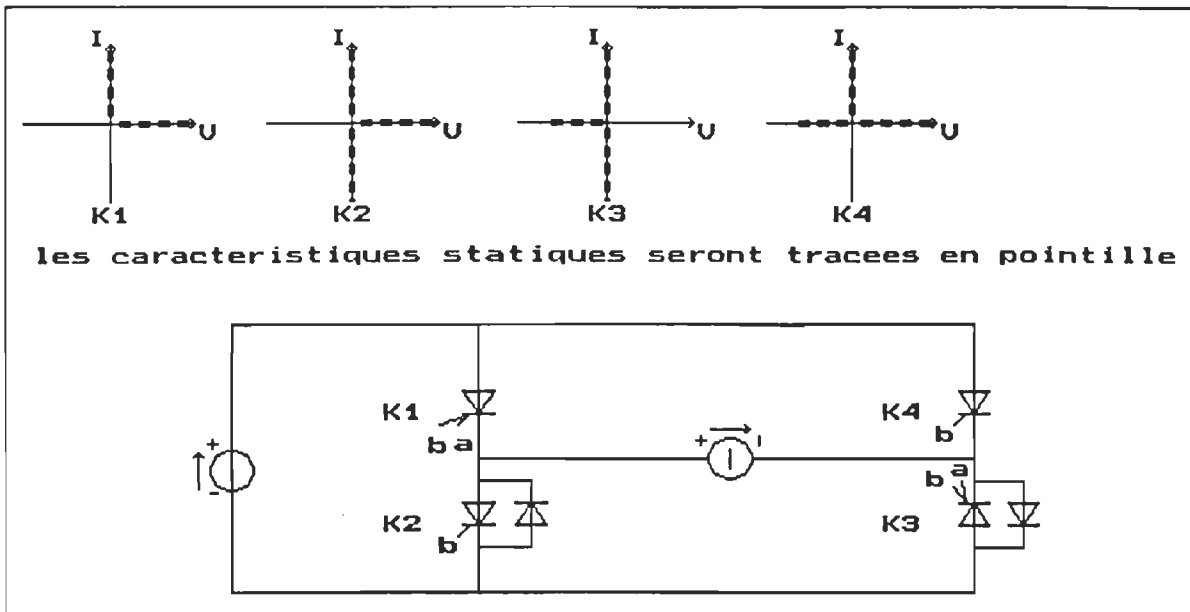 I I I I
U U U U
K1 K2 K3 K4
les caracteristiques statiques seront tracees en pointille
K1 K4
b a b
+ + I
- I
a
b
K2 K3
b